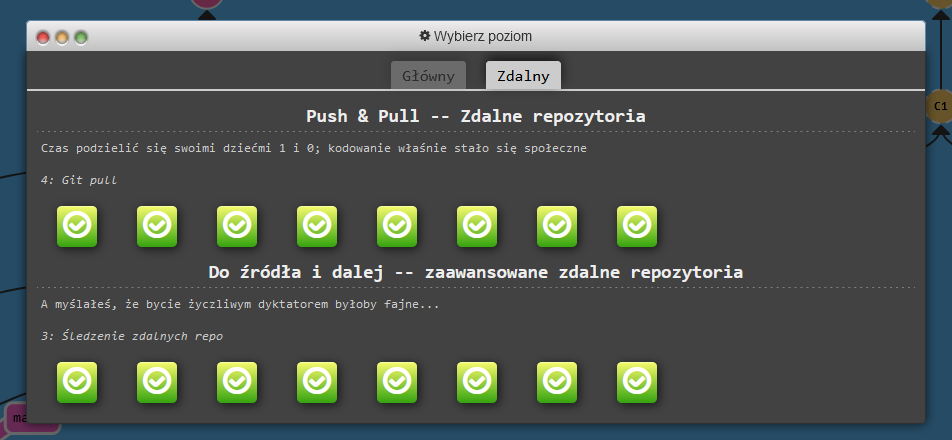 Wybierz poziom
Główny
Zdalny
Push & Pull -- Zdalne repozytoria
Czas podzielić się swoimi dziećmi 1 i 0; kodowanie właśnie stało się społeczne
4: Git pull
Do źródła i dalej -- zaawansowane zdalne repozytoria
A myślałeś, że bycie życzliwym dyktatorem byłoby fajne...
3: Śledzenie zdalnych repo
C1
ma